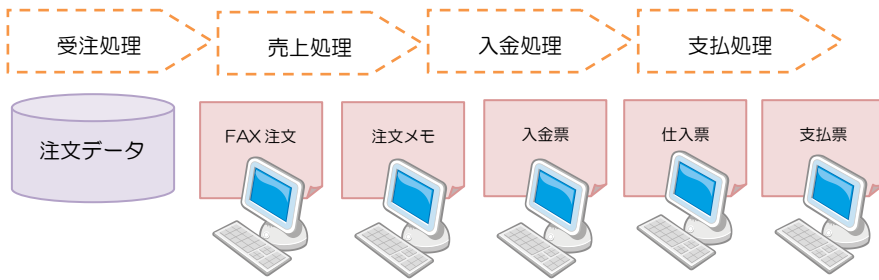 受注処理
売上処理
入金処理
支払処理
注文データ
FAX 注文
注文メモ
入金票
仕入票
支払票